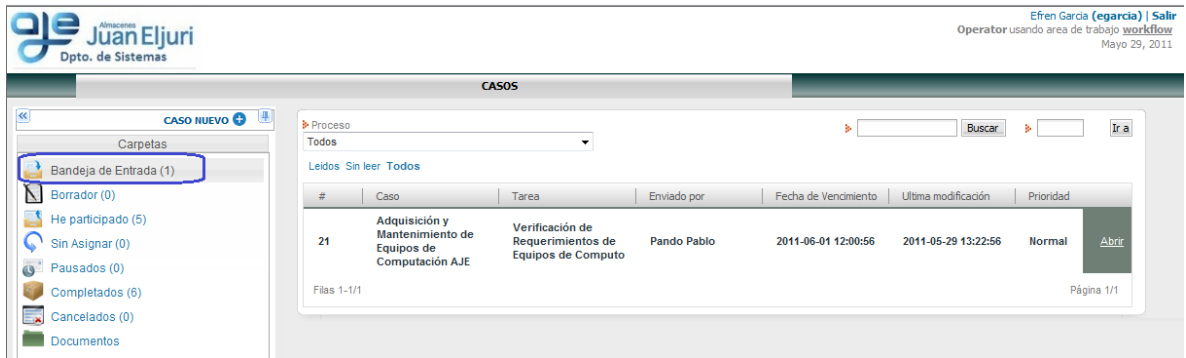 aje Almacenes
Juan Eljuri
Dpto. de Sistemas
Efren Garcia (egarcia) | Salir
Operator usando area de trabajo workflow
Mayo 29, 2011
CASOS
CASO NUEVO
Carpetas
Bandeja de Entrada (1)
Borrador (0)
He participado (5)
Sin Asignar (0)
Pausados (0)
Completados (6)
Cancelados (0)
Documentos
Proceso
Todos
Buscar
Ir a
Leidos Sin leer Todos
# Caso Tarea Enviado por Fecha de Vencimiento Ultima modificación Prioridad
Adquisición y
Mantenimiento de
Equipos de
Computación AJE
Verificación de
Requerimientos de
Equipos de Computo
21 Pando Pablo 2011-06-01 12:00:56 2011-05-29 13:22:56 Normal Abrir
Filas 1-1/1 Página 1/1